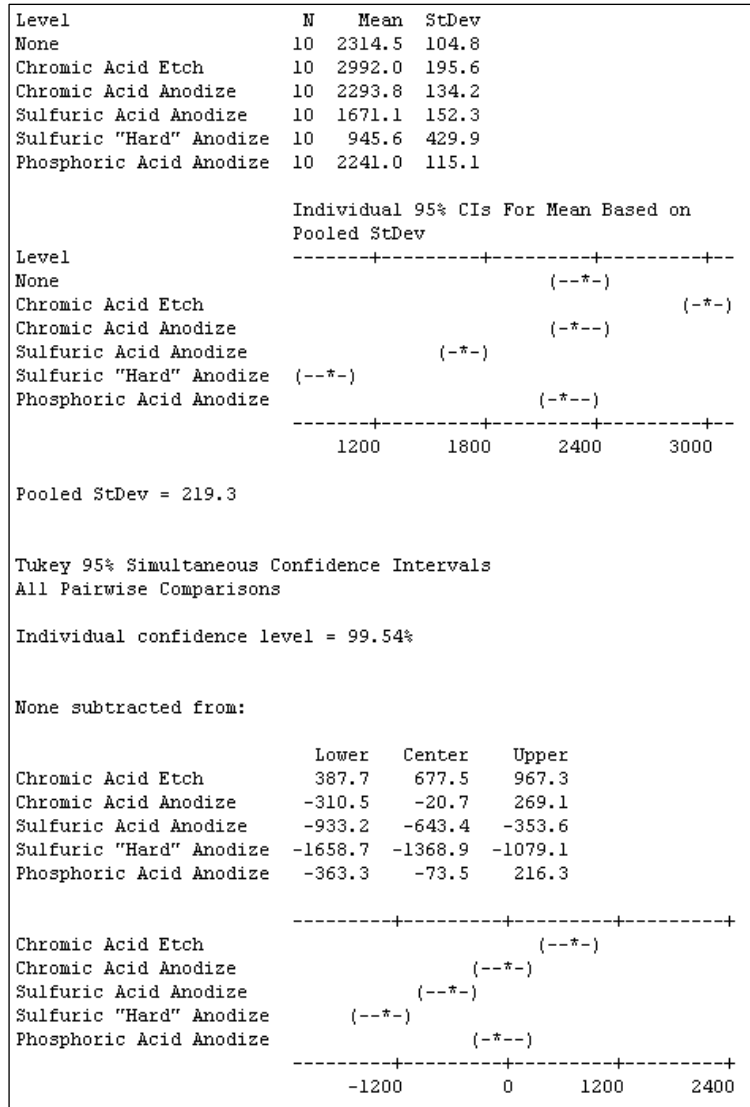 Level                     N    Mean  StDev
None                     10  2314.5  104.8
Chromic Acid Etch        10  2992.0  195.6
Chromic Acid Anodize     10  2293.8  134.2
Sulfuric Acid Anodize    10  1671.1  152.3
Sulfuric "Hard" Anodize  10   945.6  429.9
Phosphoric Acid Anodize  10  2241.0  115.1
Individual 95% CIs For Mean Based on
Pooled StDev
Level                    -------+---------+---------+---------+--
None                                            (--*-)
Chromic Acid Etch                                           (-*-)
Chromic Acid Anodize                            (-*--)
Sulfuric Acid Anodize                 (-*-)
Sulfuric "Hard" Anodize  (--*-)
Phosphoric Acid Anodize                        (-*--)
-------+---------+---------+---------+--
1200      1800      2400      3000
Pooled StDev = 219.3
Tukey 95% Simultaneous Confidence Intervals
All Pairwise Comparisons
Individual confidence level = 99.54%
None subtracted from:
Lower   Center    Upper
Chromic Acid Etch          387.7    677.5    967.3
Chromic Acid Anodize      -310.5    -20.7    269.1
Sulfuric Acid Anodize     -933.2   -643.4   -353.6
Sulfuric "Hard" Anodize  -1658.7  -1368.9  -1079.1
Phosphoric Acid Anodize   -363.3    -73.5    216.3
---------+---------+---------+---------+
Chromic Acid Etch                              (--*-)
Chromic Acid Anodize                     (--*-)
Sulfuric Acid Anodize               (--*-)
Sulfuric "Hard" Anodize        (--*-)
Phosphoric Acid Anodize                  (-*--)
---------+---------+---------+---------+
-1200         0      1200      2400